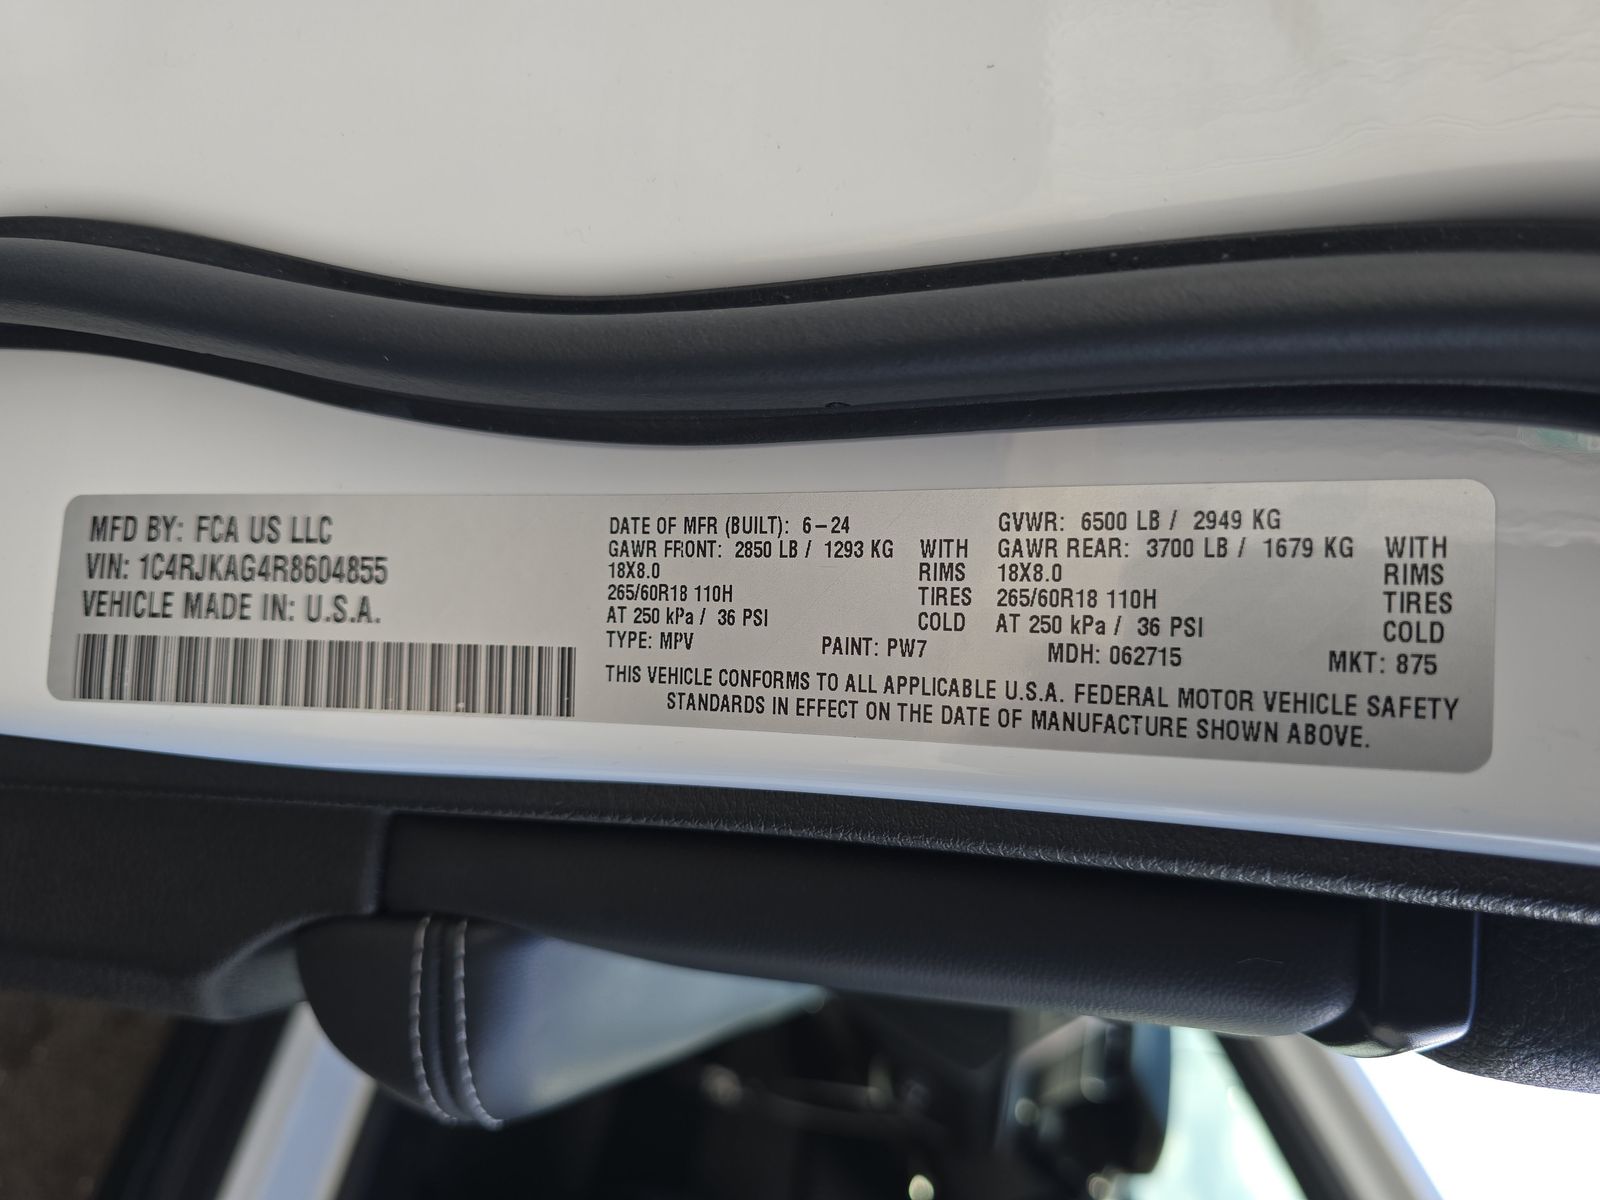 MFD BY: FCA US LLC
VIN: 1C4RJKAG4R8604855
VEHICLE MADE IN: U.S.A.
DATE OF MFR (BUILT): 6-24
GAWR FRONT: 2850 LB / 1293 KG WITH
18X8.0 RIMS
265/60R18 110H TIRES
AT 250 kPa / 36 PSI COLD
GVWR: 6500 LB / 2949 KG
GAWR REAR: 3700 LB / 1679 KG WITH
18X8.0 RIMS
265/60R18 110H TIRES
AT 250 kPa / 36 PSI COLD
TYPE: MPV PAINT: PW7 MDH: 062715 MKT: 875
THIS VEHICLE CONFORMS TO ALL APPLICABLE U.S.A. FEDERAL MOTOR VEHICLE SAFETY
STANDARDS IN EFFECT ON THE DATE OF MANUFACTURE SHOWN ABOVE.